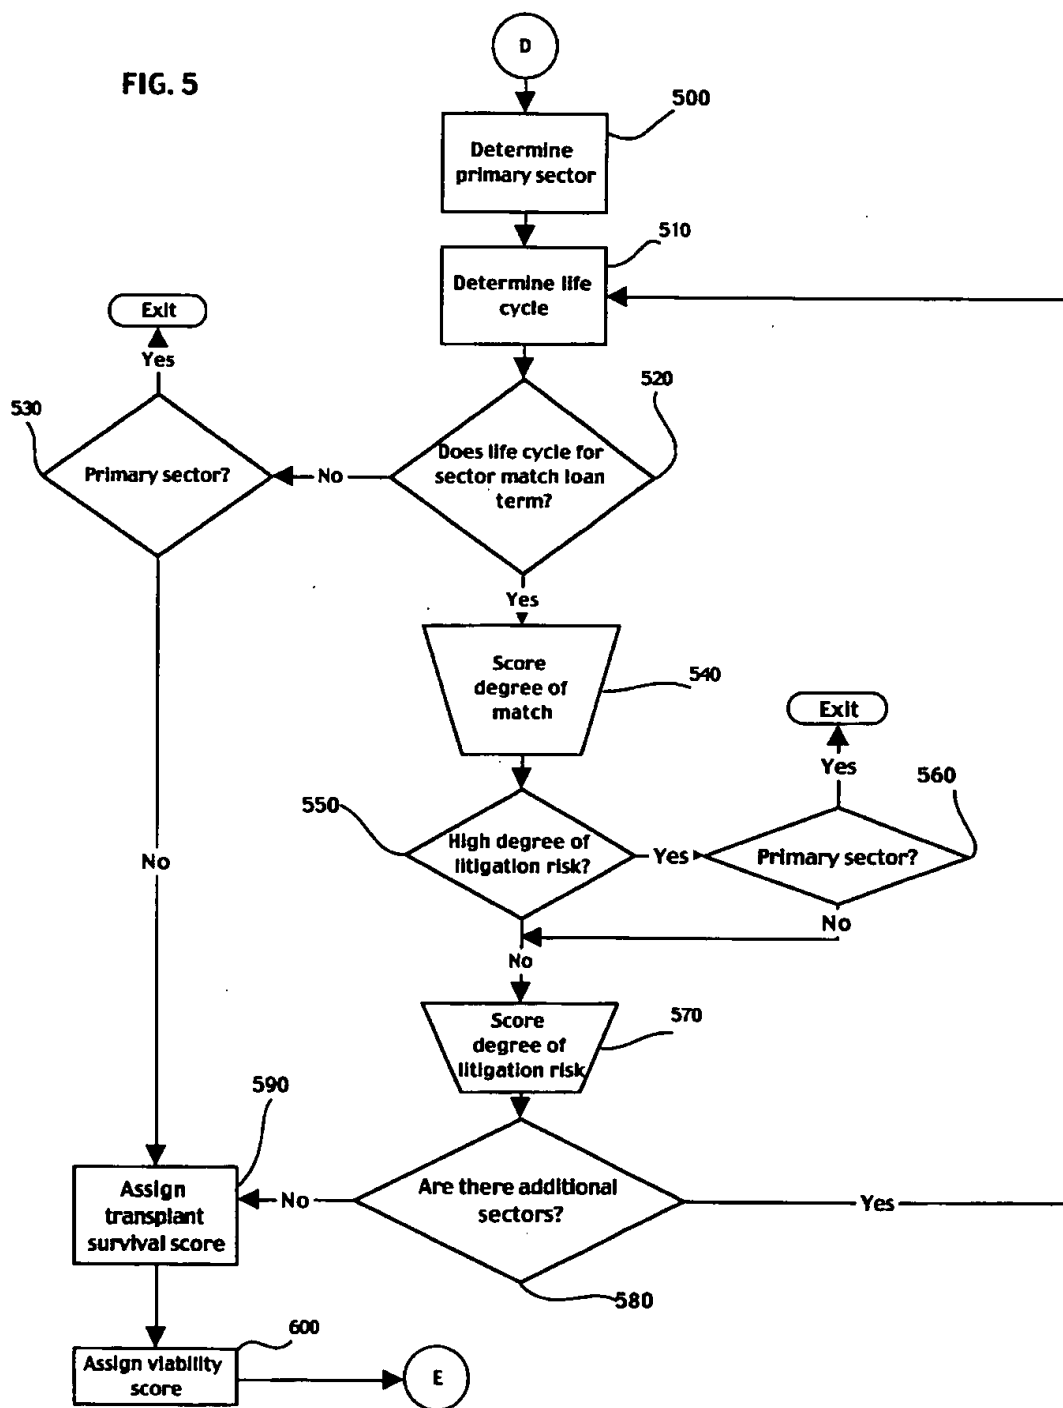 D
FIG. 5
500
Determine
primary sector
510
Determine life
cycle
Exit
Yes
530
520
Primary sector?
No
Does life cycle for
sector match loan
term?
Yes
Score
degree of
match
540
Exit
Yes
560
550
High degree of
litigation risk?
Yes
Primary sector?
No
No
No
Score
degree of
litigation risk
570
590
Assign
transplant
survival score
No
Are there additional
sectors?
Yes
580
600
Assign viability
score
E